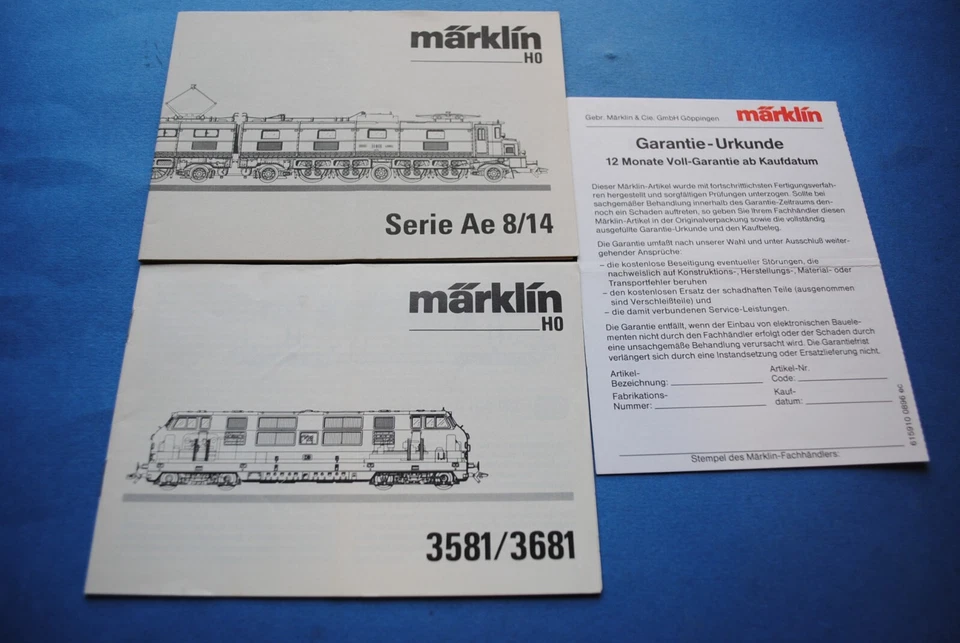 märklin
H0
Serie Ae 8/14
märklin
H0
3581/3681
Gebr. Märklin & Cie. GmbH Göppingen
märklin
Garantie-Urkunde
12 Monate Voll-Garantie ab Kaufdatum
Dieser Märklin-Artikel wurde mit fortschrittlichsten Fertigungsverfah-
ren hergestellt und sorgfältigen Prüfungen unterzogen. Sollte bei
sachgemäßer Behandlung innerhalb des Garantie-Zeitraums den-
noch ein Schaden auftreten, so geben Sie Ihrem Fachhändler diesen
Märklin-Artikel in der Originalverpackung sowie die vollständig
ausgefüllte Garantie-Urkunde und den Kaufbeleg.
Die Garantie umfaßt nach unserer Wahl und unter Ausschluß weiter-
gehender Ansprüche:
– die kostenlose Beseitigung eventueller Störungen, die
nachweislich auf Konstruktions-, Herstellungs-, Material- oder
Transportfehler beruhen
– den kostenlosen Ersatz der schadhaften Teile (ausgenommen
sind Verschleißteile) und
– die damit verbundenen Service-Leistungen.
Die Garantie entfällt, wenn der Einbau von elektronischen Bauele-
menten nicht durch den Fachhändler erfolgt oder der Schaden durch
eine unsachgemäße Behandlung verursacht wird. Die Garantiefrist
verlängert sich durch eine Instandsetzung oder Ersatzlieferung nicht.
Artikel-
Bezeichnung:
Artikel-Nr.
Code:
Fabrikations-
Nummer:
Kauf-
datum:
Stempel des Märklin-Fachhändlers:
615910 0896 ec